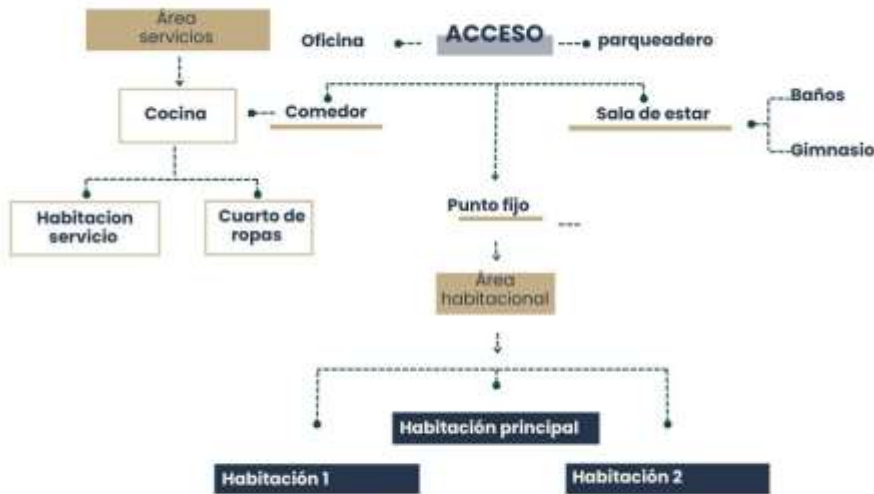 Área
servicios
Oficina
ACCESO
parqueadero
Cocina
Comedor
Sala de estar
Baños
Gimnasio
Habitacion
servicio
Cuarto de
ropas
Punto fijo
Área
habitacional
Habitación principal
Habitación 1
Habitación 2